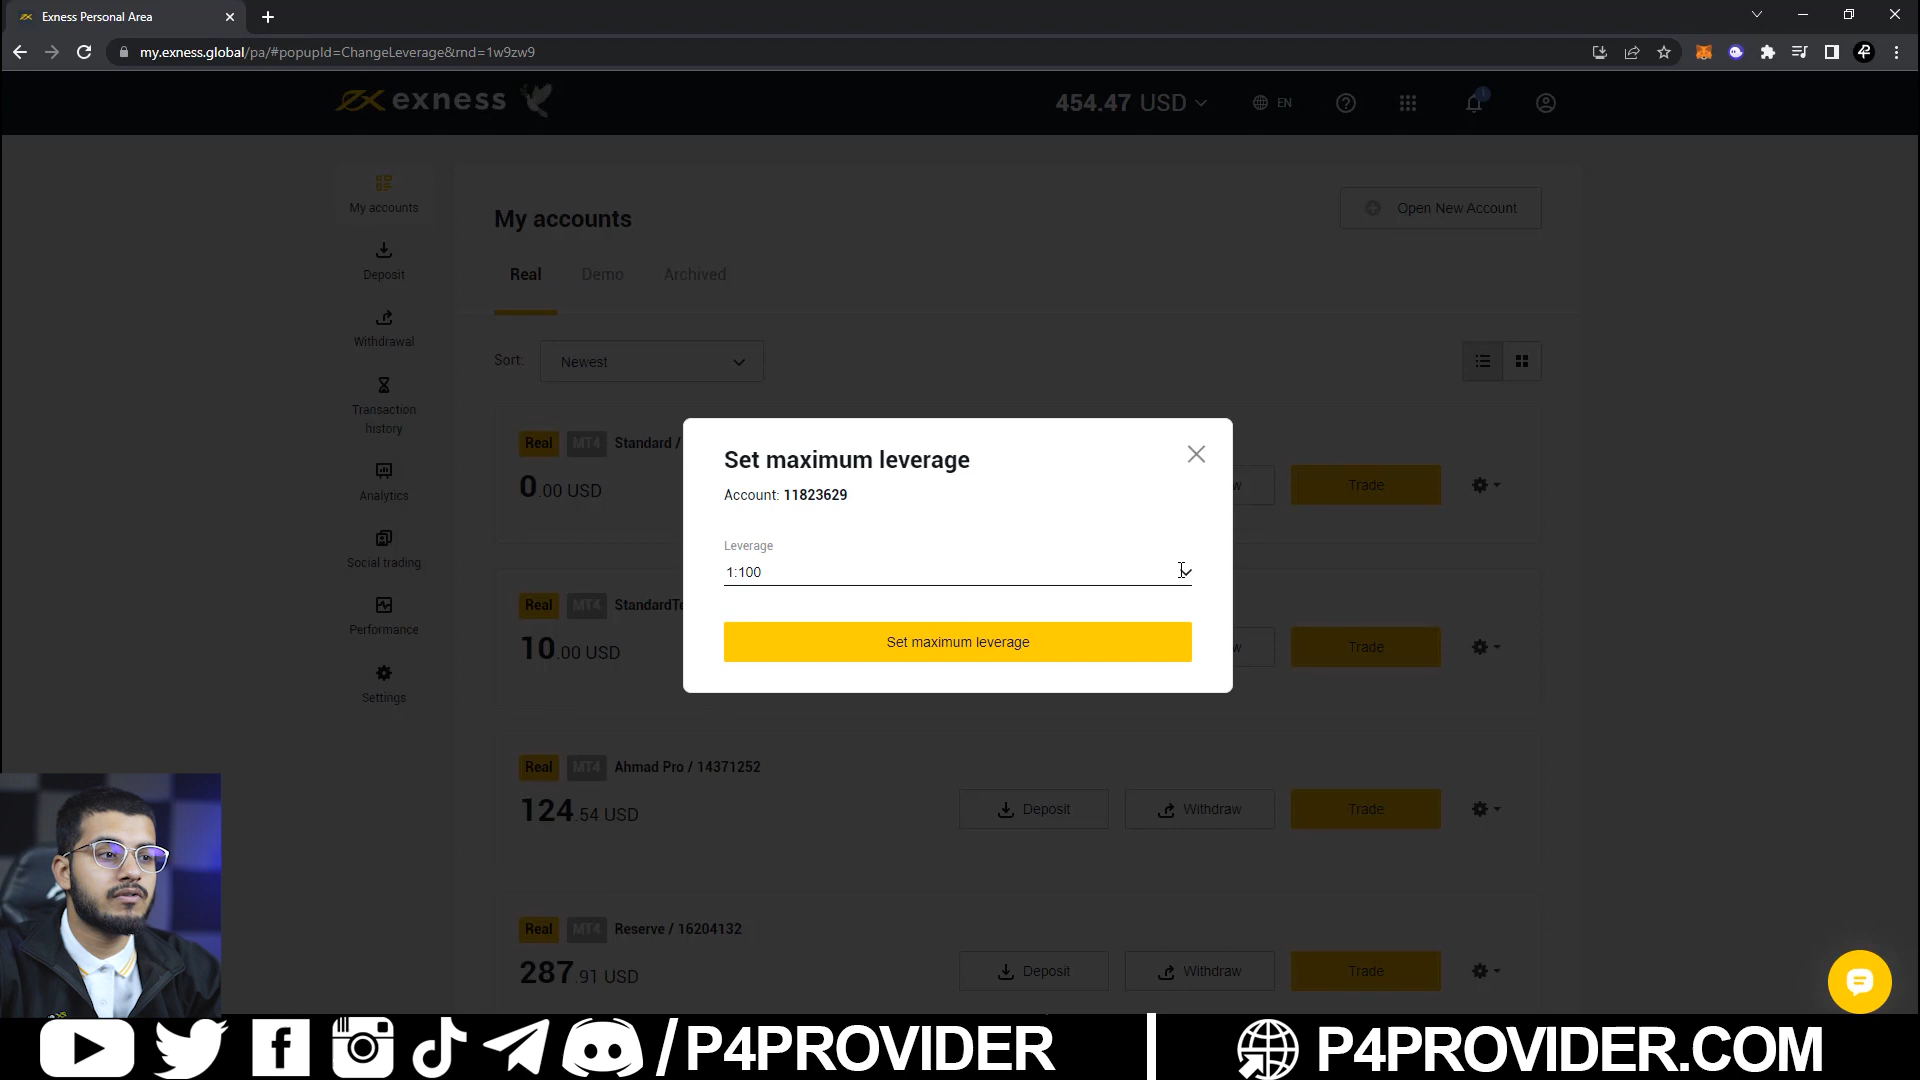 Exness Personal Area
my.exness.global/pa/#popupId=ChangeLeverage&rnd=1w9zw9
exness
454.47 USD
EN
1
My accounts
Deposit
Withdrawal
Transaction
history
Analytics
Social trading
Performance
Settings
My accounts
Open New Account
Real
Demo
Archived
Sort:
Newest
Real
MT4
Standard /
0.00 USD
w
Trade
Real
MT4
StandardTe
10.00 USD
w
Trade
Set maximum leverage
Account: 11823629
Leverage
1:100
Set maximum leverage
Real
MT4
Ahmad Pro / 14371252
124.54 USD
Deposit
Withdraw
Trade
Real
MT4
Reserve / 16204132
287.91 USD
Deposit
Withdraw
Trade
/P4PROVIDER
P4PROVIDER.COM